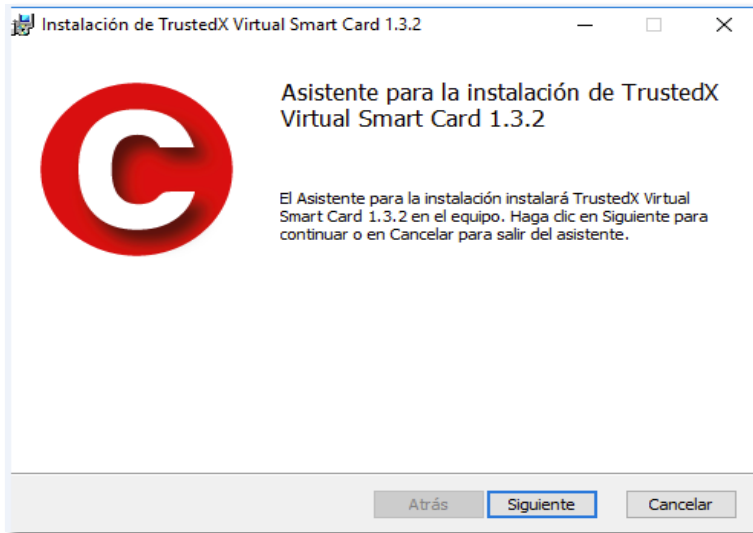 Instalación de TrustedX Virtual Smart Card 1.3.2
C
Asistente para la instalación de TrustedX
Virtual Smart Card 1.3.2
El Asistente para la instalación instalará TrustedX Virtual
Smart Card 1.3.2 en el equipo. Haga clic en Siguiente para
continuar o en Cancelar para salir del asistente.
Atrás
Siguiente
Cancelar